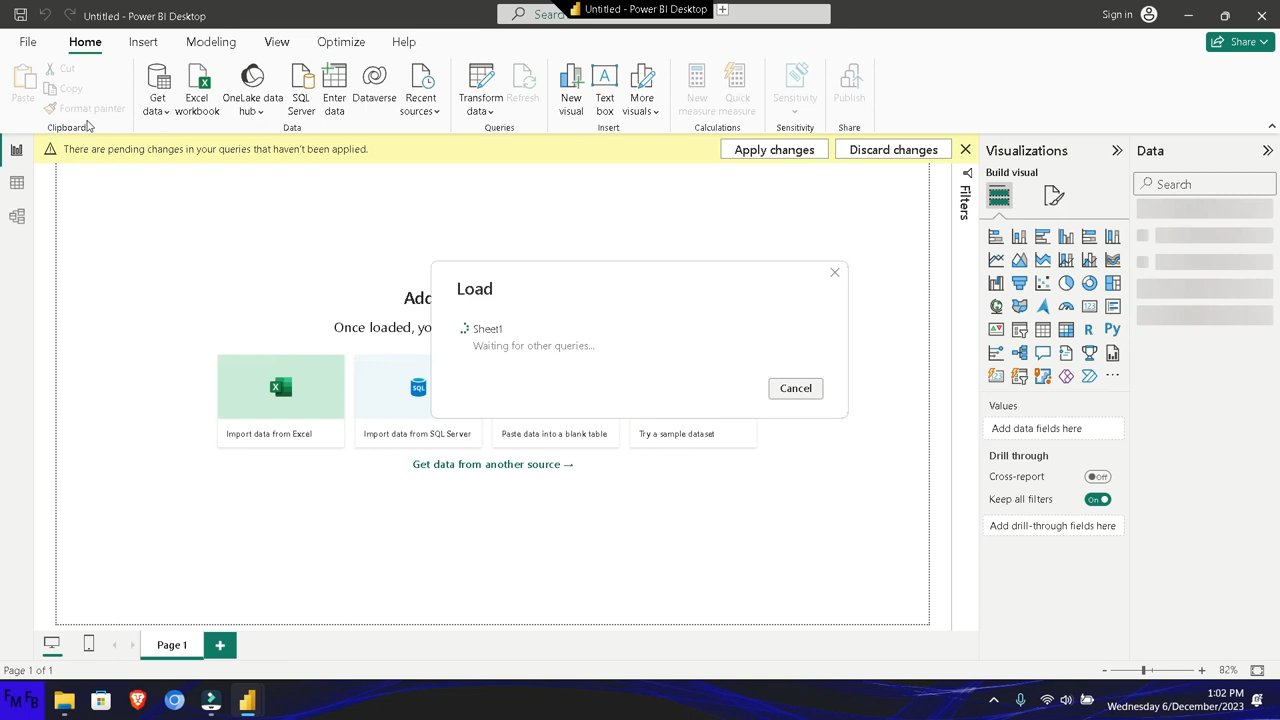 Untitled - Power BI Desktop
Search
Untitled - Power BI Desktop
Sign in
File
Home
Insert
Modeling
View
Optimize
Help
Share
Paste
Cut
Copy
Format painter
Clipboard
Get data
Excel workbook
OneLake data hub
SQL Server
Enter data
Dataverse
Recent sources
Data
Transform data
Refresh
Queries
New visual
Text box
More visuals
Insert
New measure
Quick measure
Calculations
Sensitivity
Sensitivity
Publish
Share
There are pending changes in your queries that haven't been applied.
Apply changes
Discard changes
Visualizations
Data
Build visual
Search
Filters
Load
Sheet1
Waiting for other queries...
Cancel
Add
Once loaded, yo
SQL
Import data from Excel
Import data from SQL Server
Paste data into a blank table
Try a sample dataset
Get data from another source →
R
Py
123
Values
Add data fields here
Drill through
Cross-report
Off
Keep all filters
On
Add drill-through fields here
Page 1
Page 1 of 1
82%
FM FB
1:02 PM
Wednesday 6/December/2023